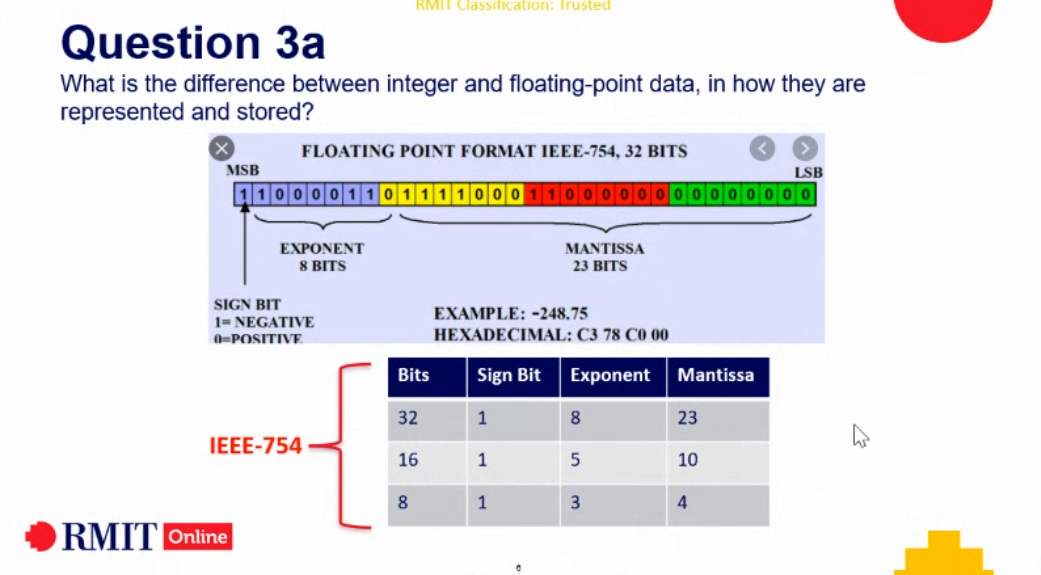 RMIT Classification: Trusted
Question 3a
What is the difference between integer and floating-point data, in how they are
represented and stored?
FLOATING POINT FORMAT IEEE-754, 32 BITS
MSB LSB
1 1 0 0 0 0 1 1 0 1 1 1 1 0 0 0 1 1 0 0 0 0 0 0 0 0 0 0 0 0 0 0
EXPONENT MANTISSA
8 BITS 23 BITS
SIGN BIT
1= NEGATIVE
0=POSITIVE
EXAMPLE: -248.75
HEXADECIMAL: C3 78 C0 00
Bits Sign Bit Exponent Mantissa
32 1 8 23
16 1 5 10
8 1 3 4
IEEE-754
RMIT Online
6